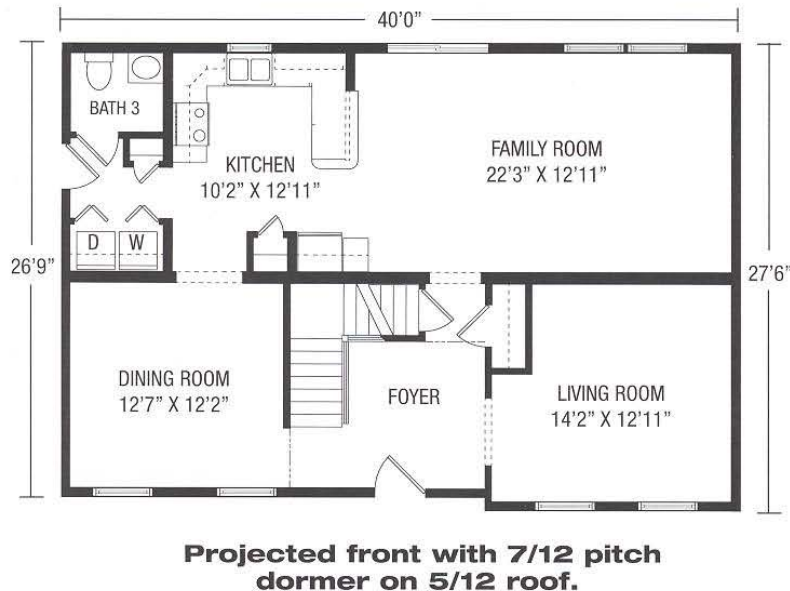 40'0"
BATH 3
KITCHEN
10'2" X 12'11"
FAMILY ROOM
22'3" X 12'11"
D W
26'9"
27'6"
DINING ROOM
12'7" X 12'2"
FOYER
LIVING ROOM
14'2" X 12'11"
Projected front with 7/12 pitch
dormer on 5/12 roof.